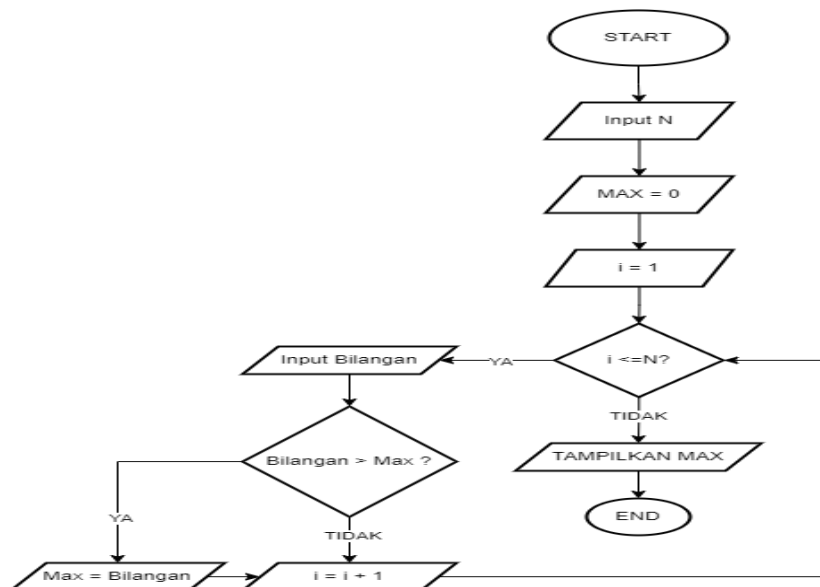 START
Input N
MAX = 0
i = 1
i <=N?
YA
Input Bilangan
TIDAK
Bilangan > Max ?
TAMPILKAN MAX
YA
TIDAK
END
Max = Bilangan
i = i + 1